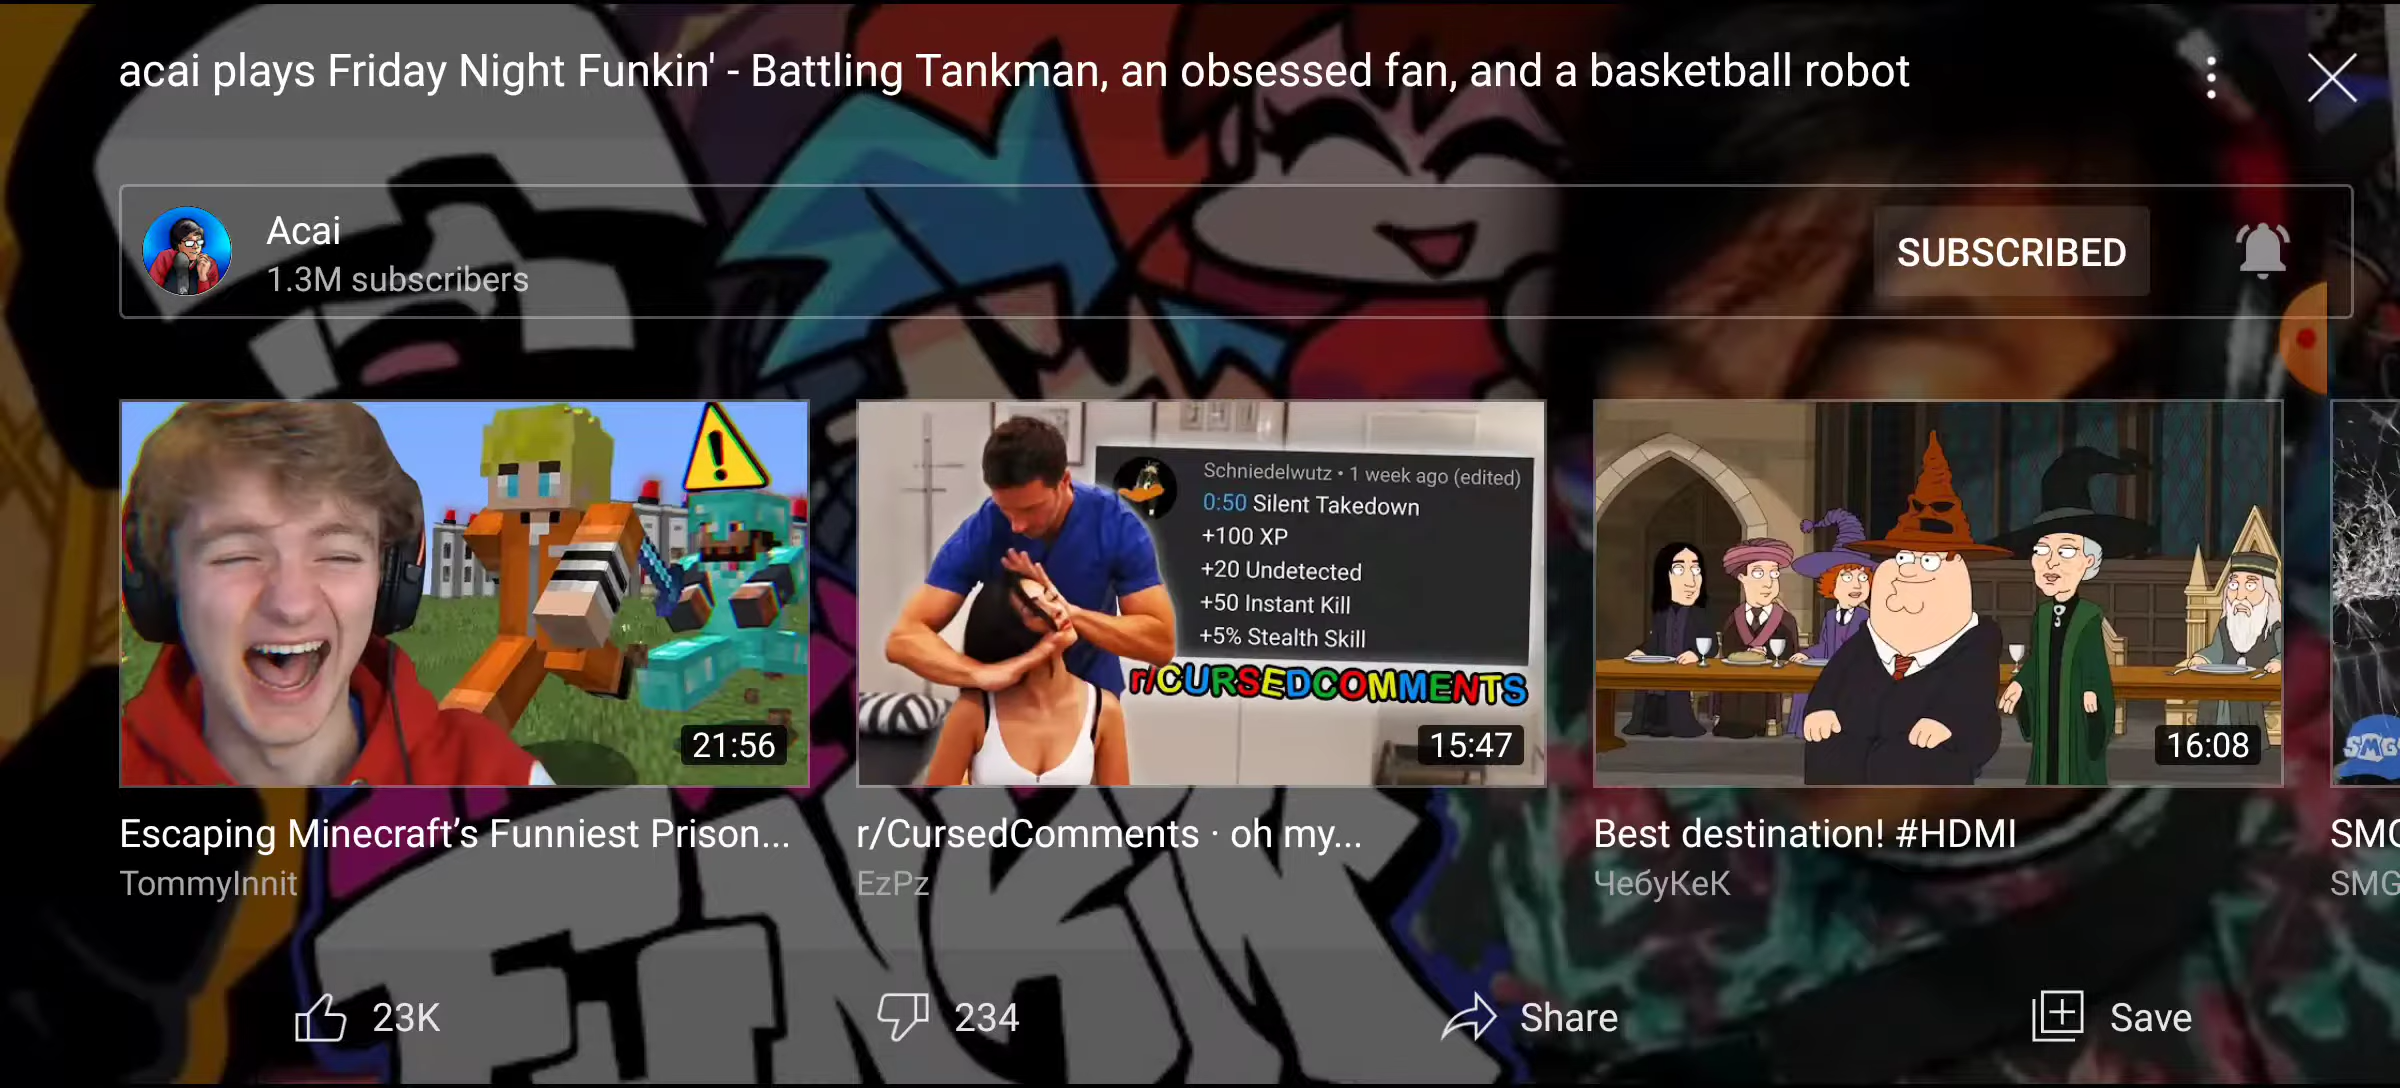 acai plays Friday Night Funkin' - Battling Tankman, an obsessed fan, and a basketball robot
Acai
1.3M subscribers
SUBSCRIBED
Schniedelwutz • 1 week ago (edited)
0:50 Silent Takedown
+100 XP
+20 Undetected
+50 Instant Kill
+5% Stealth Skill
r/CURSEDCOMMENTS
21:56
15:47
16:08
SMG
Escaping Minecraft’s Funniest Prison...
TommyInnit
r/CursedComments · oh my...
EzPz
Best destination! #HDMI
ЧебуКеК
SMG
SMG
23K
234
Share
Save